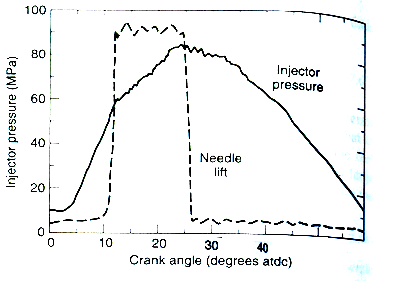 100
80
60
40
20
0
Injector pressure (MPa)
Injector
pressure
Needle
lift
0 10 20 30 40
Crank angle (degrees atdc)